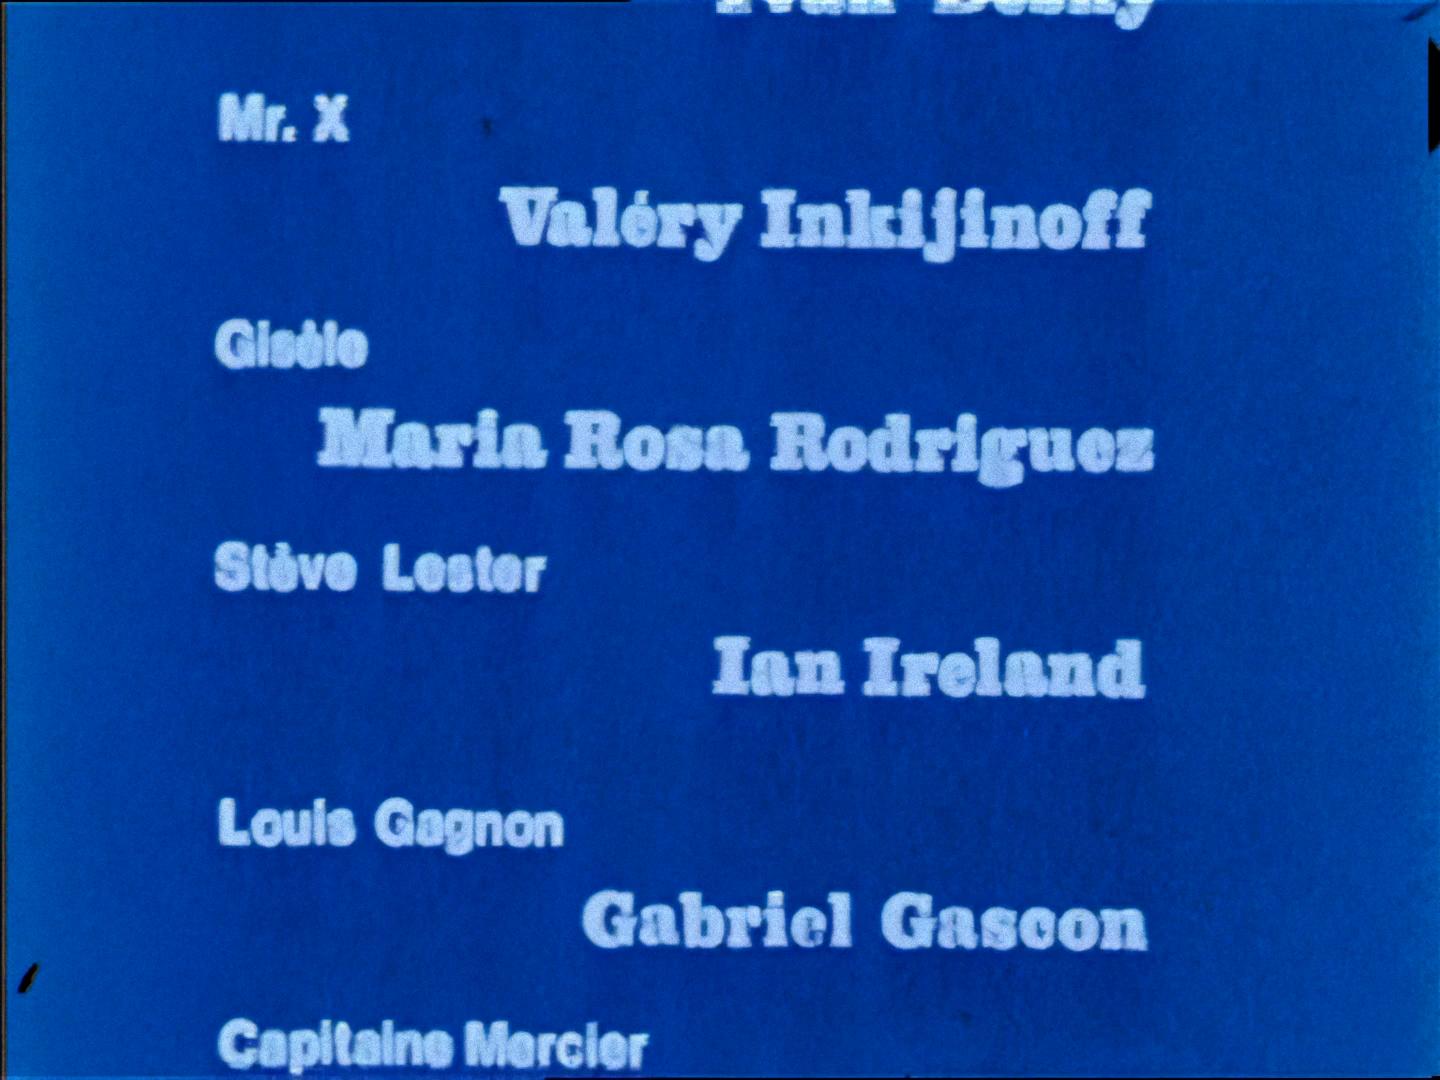 Mr. X
Valéry Inkijinoff
Gisèle
Maria Rosa Rodriguez
Stève Lester
Ian Ireland
Louis Gagnon
Gabriel Gascon
Capitaine Mercier